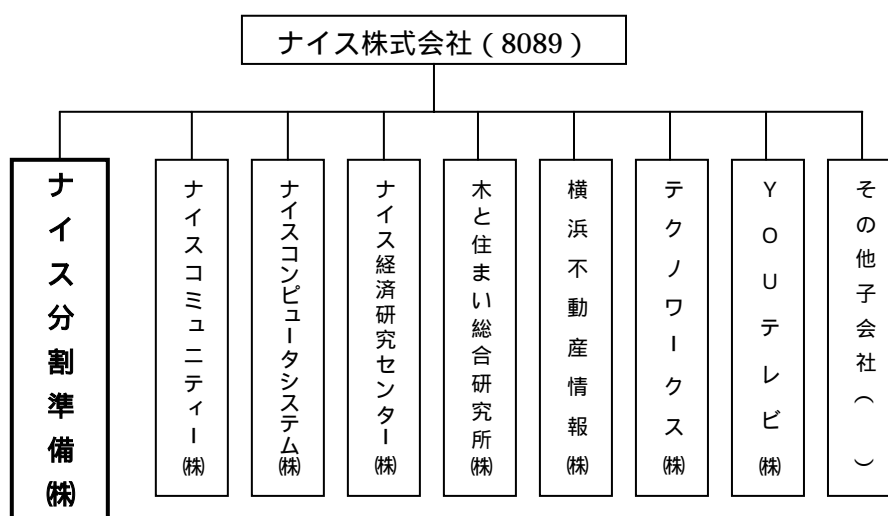 ナイス株式会社（8089）
ナイス分割準備㈱
ナイスコミュニティー㈱
ナイスコンピュータシステム㈱
ナイス経済研究センター㈱
木と住まい総合研究所㈱
横浜不動産情報㈱
テクノワークス㈱
ＹＯＵテレビ㈱
その他子会社（　）